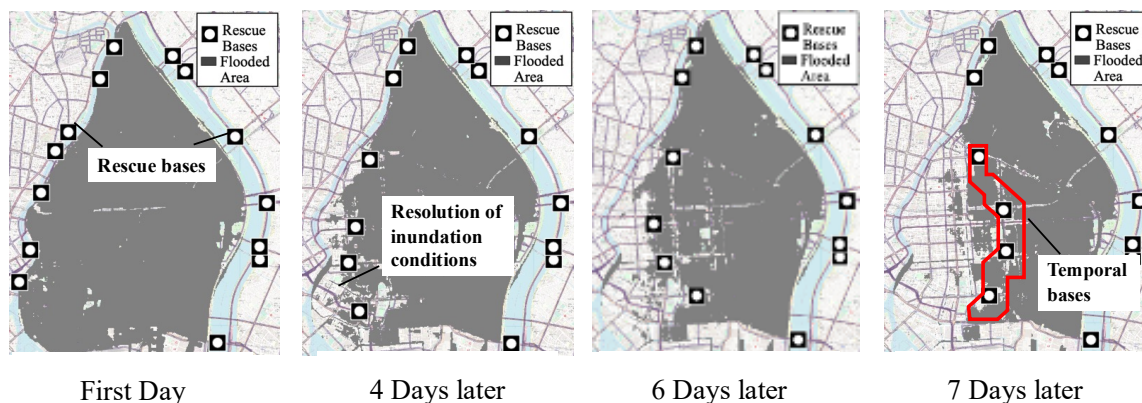 Rescue
Bases
Flooded
Area
Rescue bases
First Day
Rescue
Bases
Flooded
Area
Resolution of
inundation
conditions
4 Days later
Rescue
Bases
Flooded
Area
6 Days later
Rescue
Bases
Flooded
Area
Temporal
bases
7 Days later